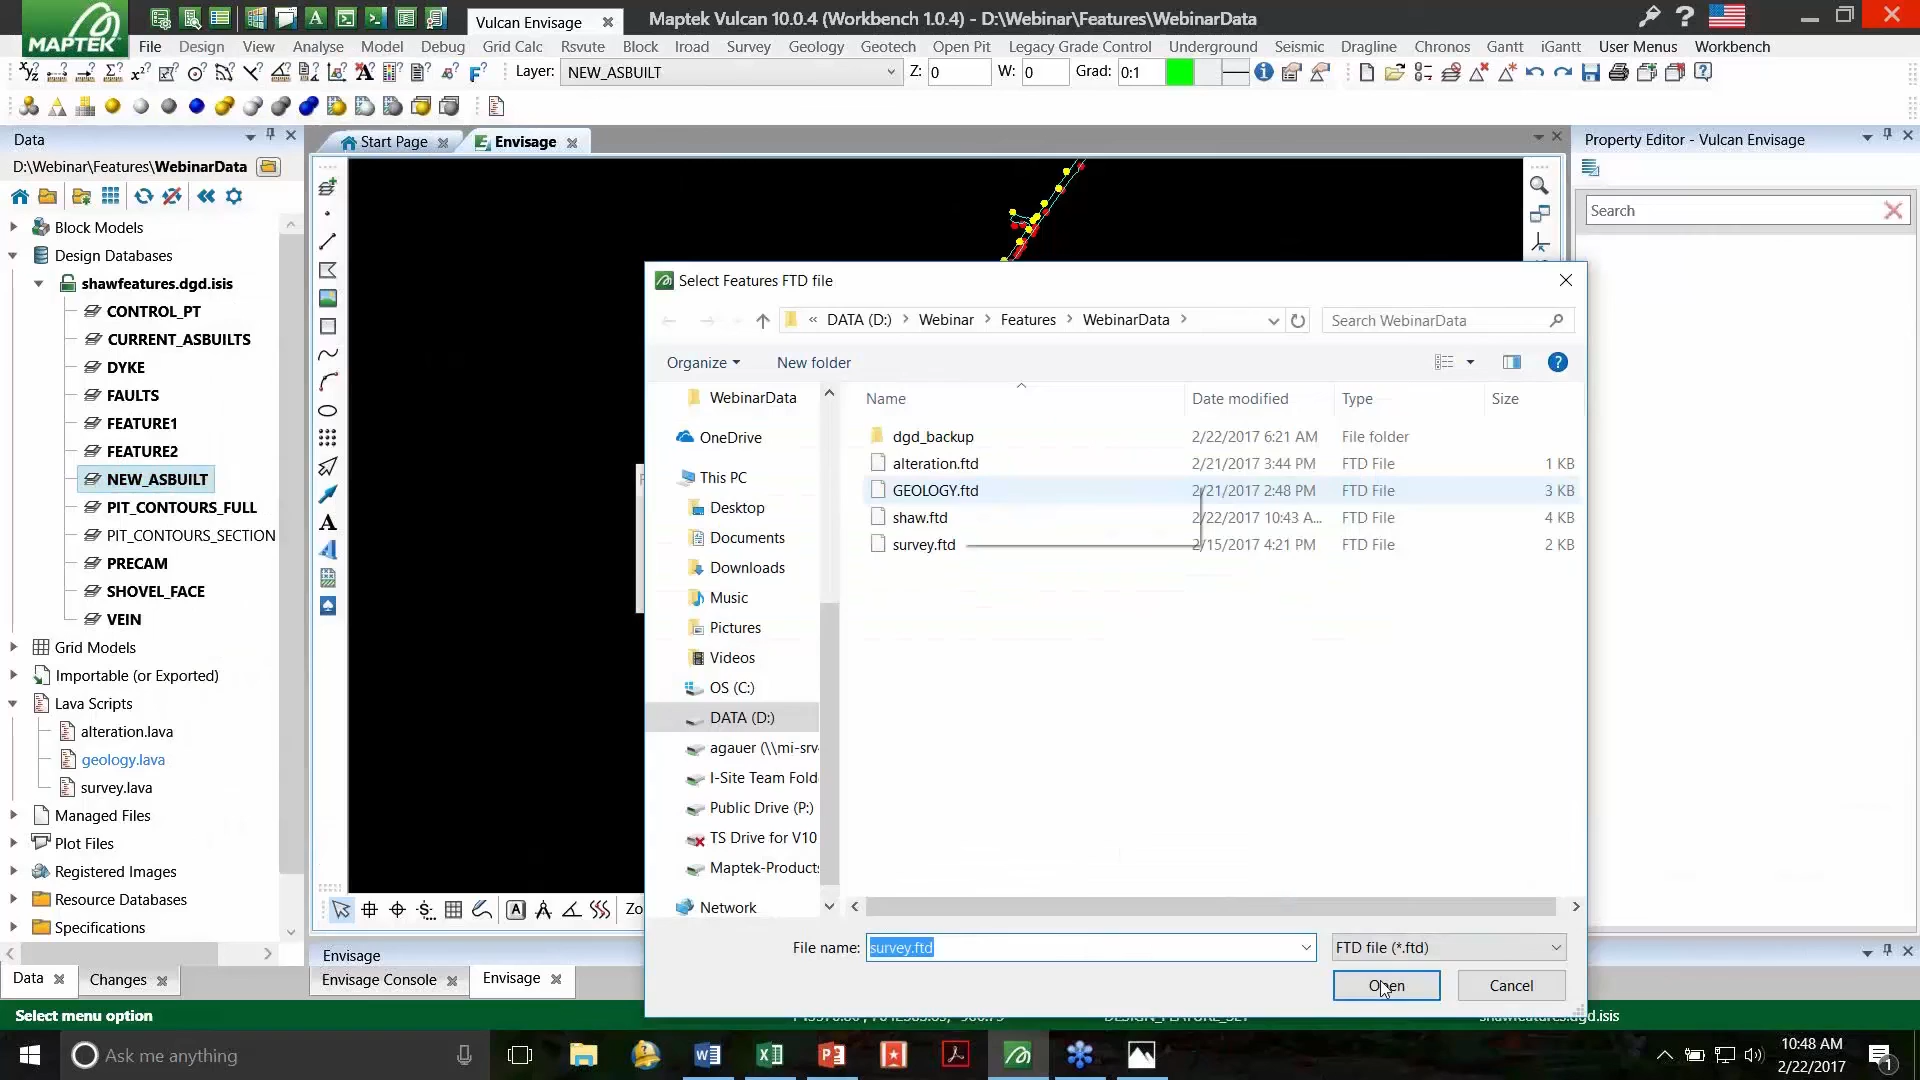 MAPTEK
Vulcan Envisage
Maptek Vulcan 10.0.4 (Workbench 1.0.4) - D:\Webinar\Features\WebinarData
File Design View Analyse Model Debug Grid Calc Rsvute Block Iroad Survey Geology Geotech Open Pit Legacy Grade Control Underground Seismic Dragline Chronos Gantt iGantt User Menus Workbench
Layer: NEW_ASBUILT Z: 0 W: 0 Grad: 0:1
Data
D:\Webinar\Features\WebinarData
Start Page
Envisage
Property Editor - Vulcan Envisage
Search
Block Models
Design Databases
shawfeatures.dgd.isis
CONTROL_PT
CURRENT_ASBUILTS
DYKE
FAULTS
FEATURE1
FEATURE2
NEW_ASBUILT
PIT_CONTOURS_FULL
PIT_CONTOURS_SECTION
PRECAM
SHOVEL_FACE
VEIN
Grid Models
Importable (or Exported)
Lava Scripts
alteration.lava
geology.lava
survey.lava
Managed Files
Plot Files
Registered Images
Resource Databases
Specifications
Select Features FTD file
« DATA (D:) > Webinar > Features > WebinarData >
Search WebinarData
Organize New folder
WebinarData
OneDrive
This PC
Desktop
Documents
Downloads
Music
Pictures
Videos
OS (C:)
DATA (D:)
agauer (\\mi-srv
I-Site Team Fold
Public Drive (P:)
TS Drive for V10
Maptek-Products
Network
Name Date modified Type Size
dgd_backup 2/22/2017 6:21 AM File folder
alteration.ftd 2/21/2017 3:44 PM FTD File 1 KB
GEOLOGY.ftd 2/21/2017 2:48 PM FTD File 3 KB
shaw.ftd 2/22/2017 10:43 A... FTD File 4 KB
survey.ftd 2/15/2017 4:21 PM FTD File 2 KB
File name: survey.ftd FTD file (*.ftd)
Open Cancel
Zo
Envisage
Data Changes
Envisage Console Envisage
Select menu option
shawfeatures.dgd.isis
Ask me anything
10:48 AM
2/22/2017
1